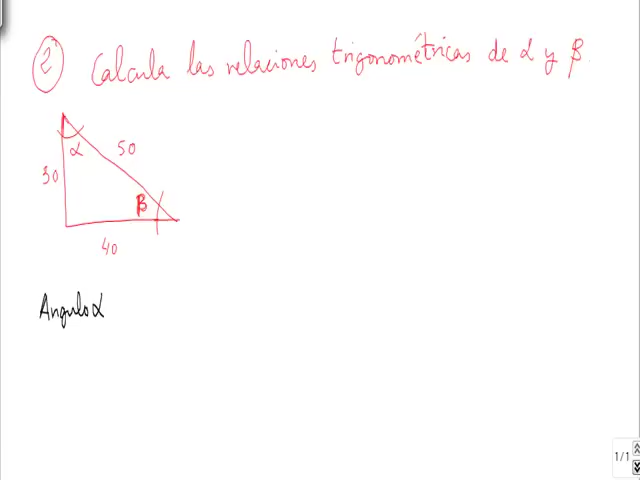 2 Calcula las relaciones trigonométricas de α y β.
α 50
30
β
40
Angulo α
1/1